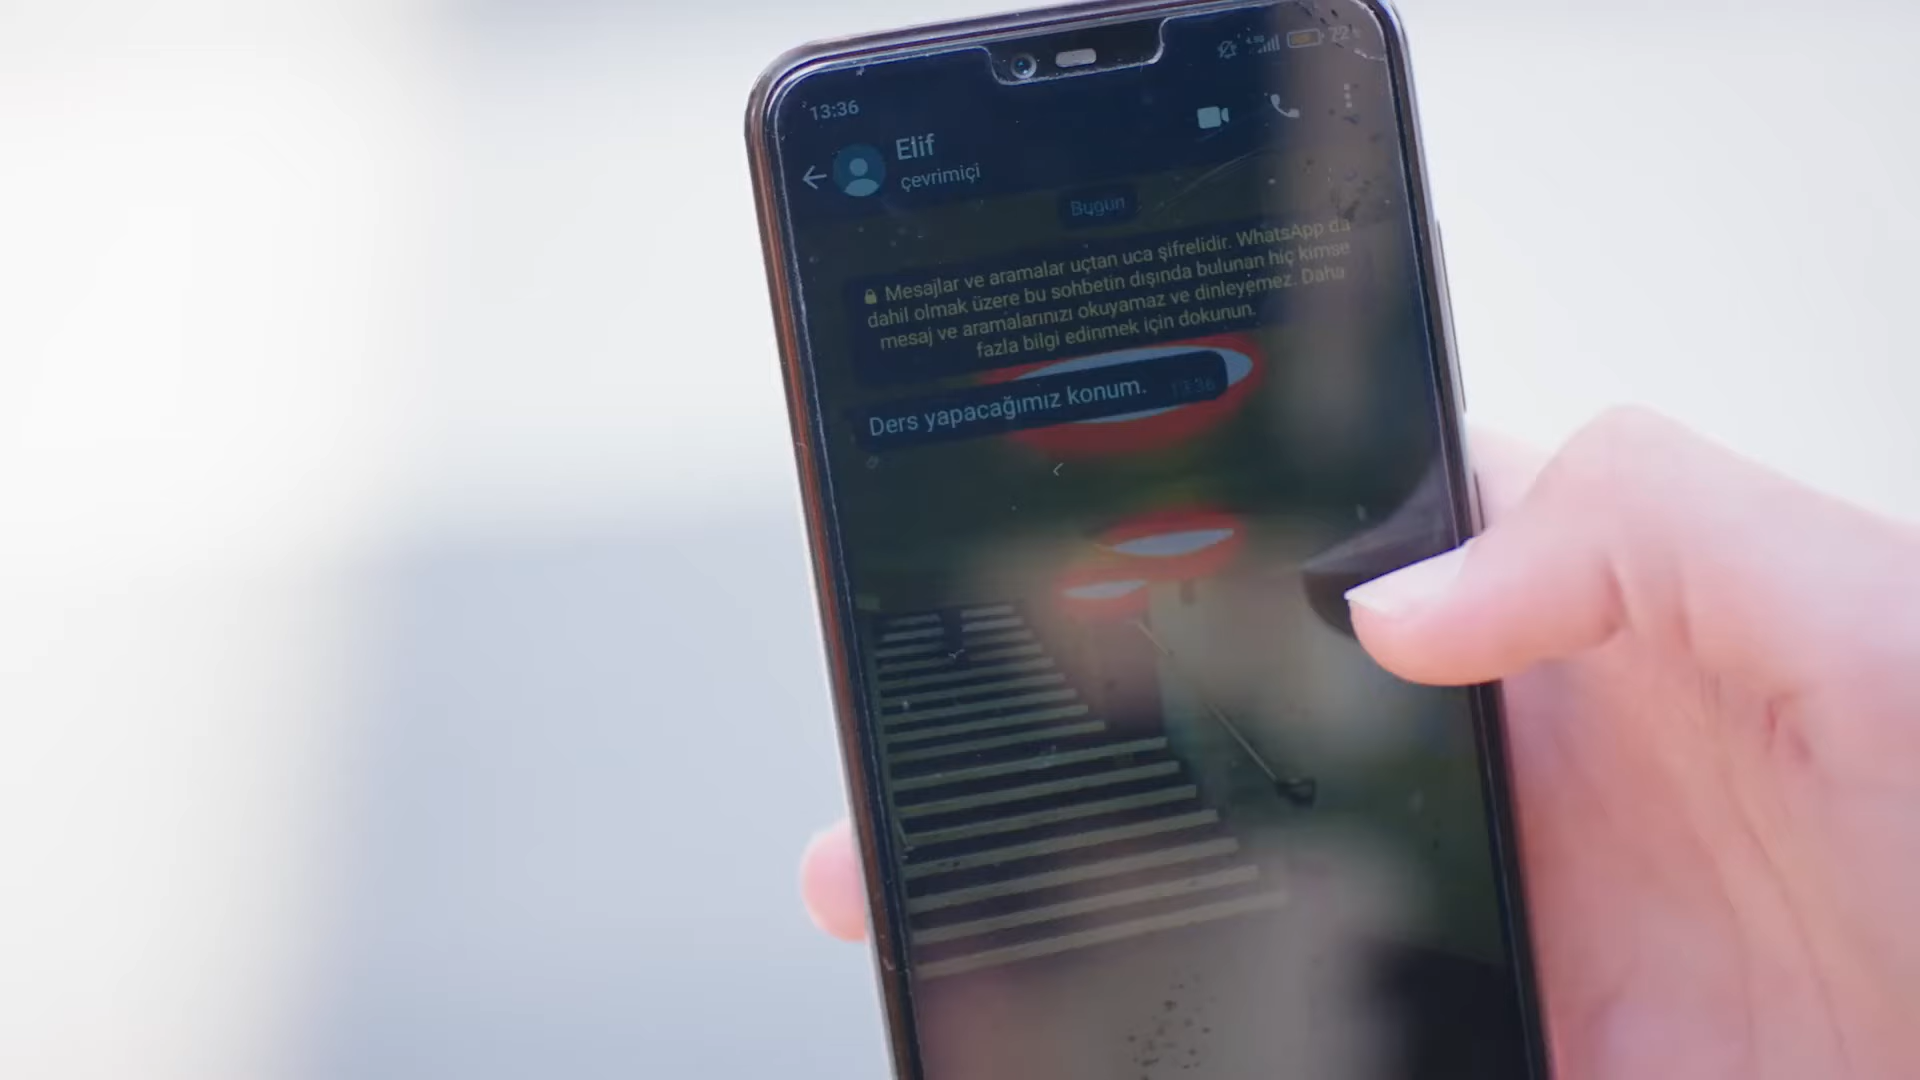 72
13:36
Elif
çevrimiçi
Bugün
Mesajlar ve aramalar uçtan uca şifrelidir. WhatsApp da
dahil olmak üzere bu sohbetin dışında bulunan hiç kimse
mesaj ve aramalarınızı okuyamaz ve dinleyemez. Daha
fazla bilgi edinmek için dokunun.
Ders yapacağımız konum. 13:36